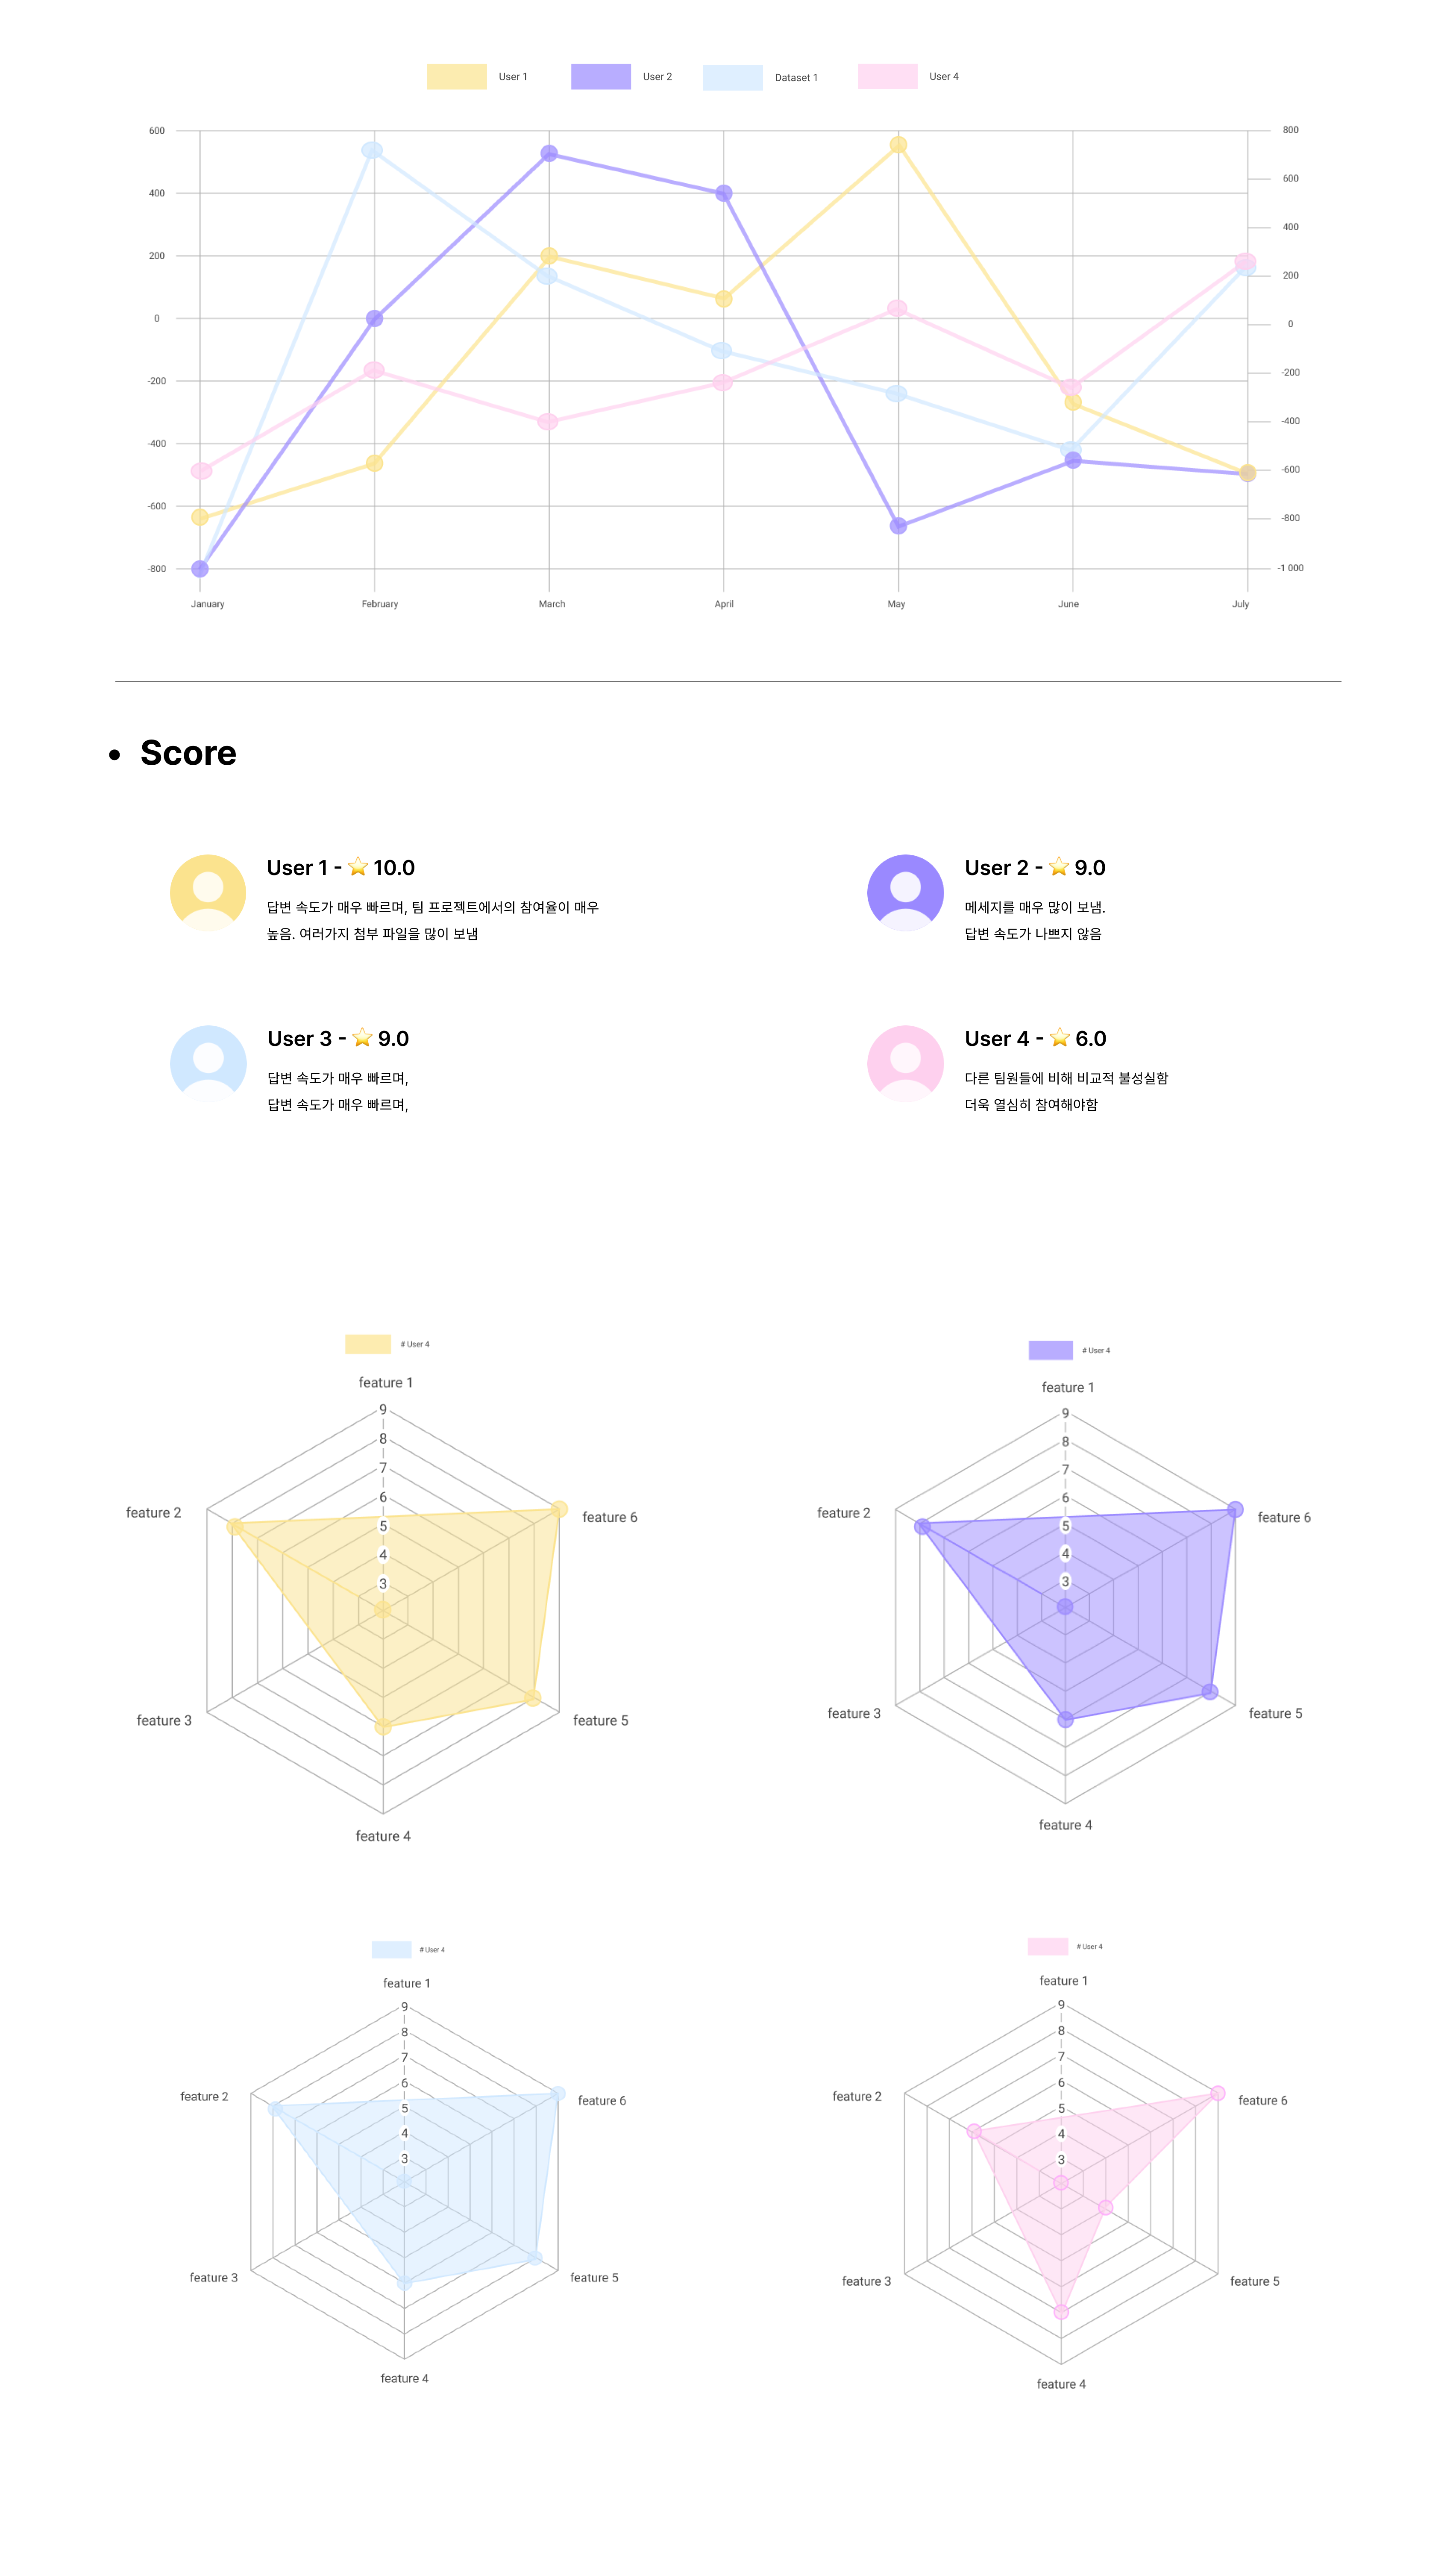 User 1
User 2
Dataset 1
User 4
600
400
200
0
-200
-400
-600
-800
800
600
400
200
0
-200
-400
-600
-800
-1 000
January
February
March
April
May
June
July
• Score
User 1 - ⭐ 10.0
답변 속도가 매우 빠르며, 팀 프로젝트에서의 참여율이 매우
높음. 여러가지 첨부 파일을 많이 보냄
User 2 - ⭐ 9.0
메세지를 매우 많이 보냄.
답변 속도가 나쁘지 않음
User 3 - ⭐ 9.0
답변 속도가 매우 빠르며,
답변 속도가 매우 빠르며,
User 4 - ⭐ 6.0
다른 팀원들에 비해 비교적 불성실함
더욱 열심히 참여해야함
# User 4
feature 1
9
8
7
6
5
4
3
feature 2
feature 6
feature 3
feature 5
feature 4
# User 4
feature 1
9
8
7
6
5
4
3
feature 2
feature 6
feature 3
feature 5
feature 4
# User 4
feature 1
9
8
7
6
5
4
3
feature 2
feature 6
feature 3
feature 5
feature 4
# User 4
feature 1
9
8
7
6
5
4
3
feature 2
feature 6
feature 3
feature 5
feature 4